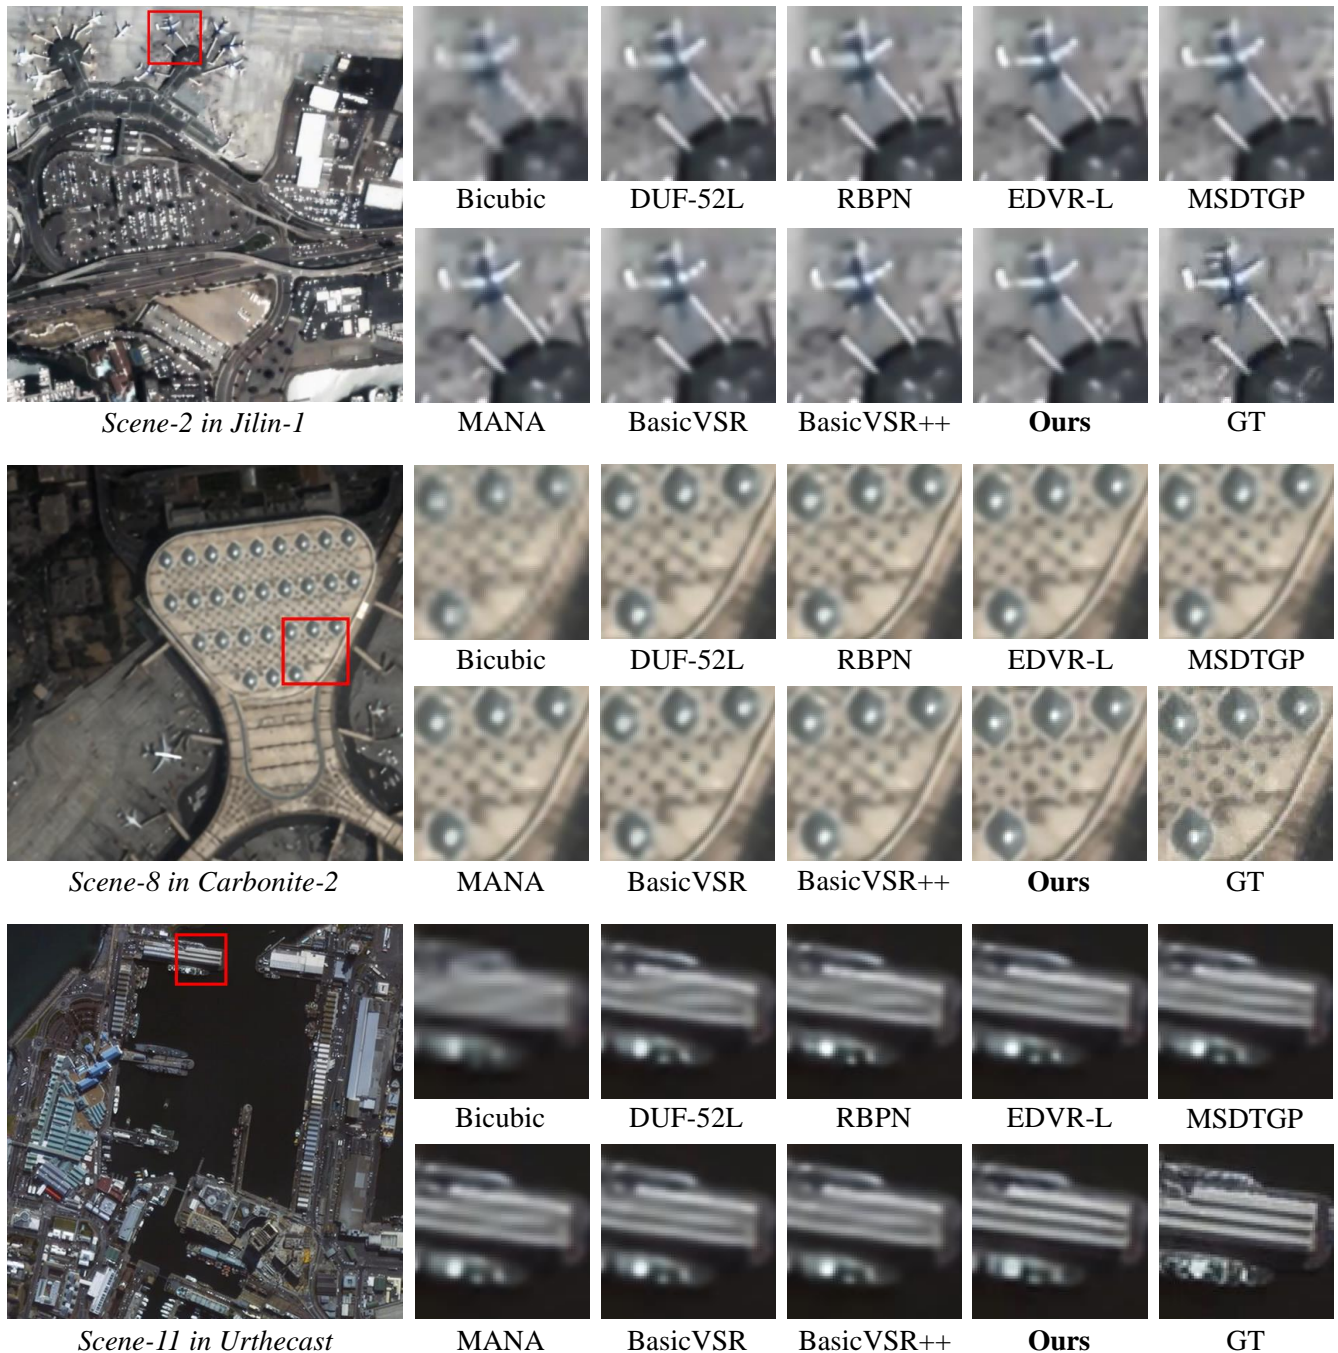 Bicubic DUF-52L RBPN EDVR-L MSDTGP
MANA BasicVSR BasicVSR++ Ours GT
Scene-2 in Jilin-1
Bicubic DUF-52L RBPN EDVR-L MSDTGP
MANA BasicVSR BasicVSR++ Ours GT
Scene-8 in Carbonite-2
Bicubic DUF-52L RBPN EDVR-L MSDTGP
MANA BasicVSR BasicVSR++ Ours GT
Scene-11 in Urthecast